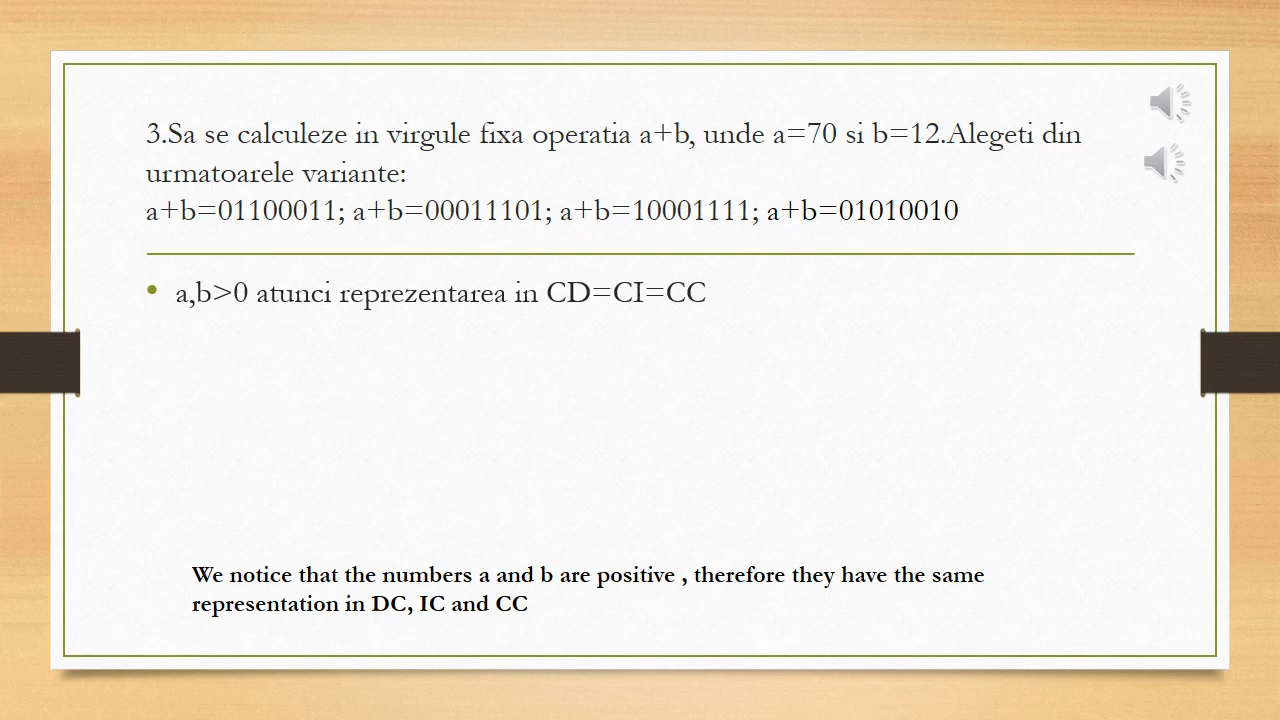 3.Sa se calculeze in virgule fixa operatia a+b, unde a=70 si b=12.Alegeti din
urmatoarele variante:
a+b=01100011; a+b=00011101; a+b=10001111; a+b=01010010
• a,b>0 atunci reprezentarea in CD=CI=CC
We notice that the numbers a and b are positive , therefore they have the same
representation in DC, IC and CC